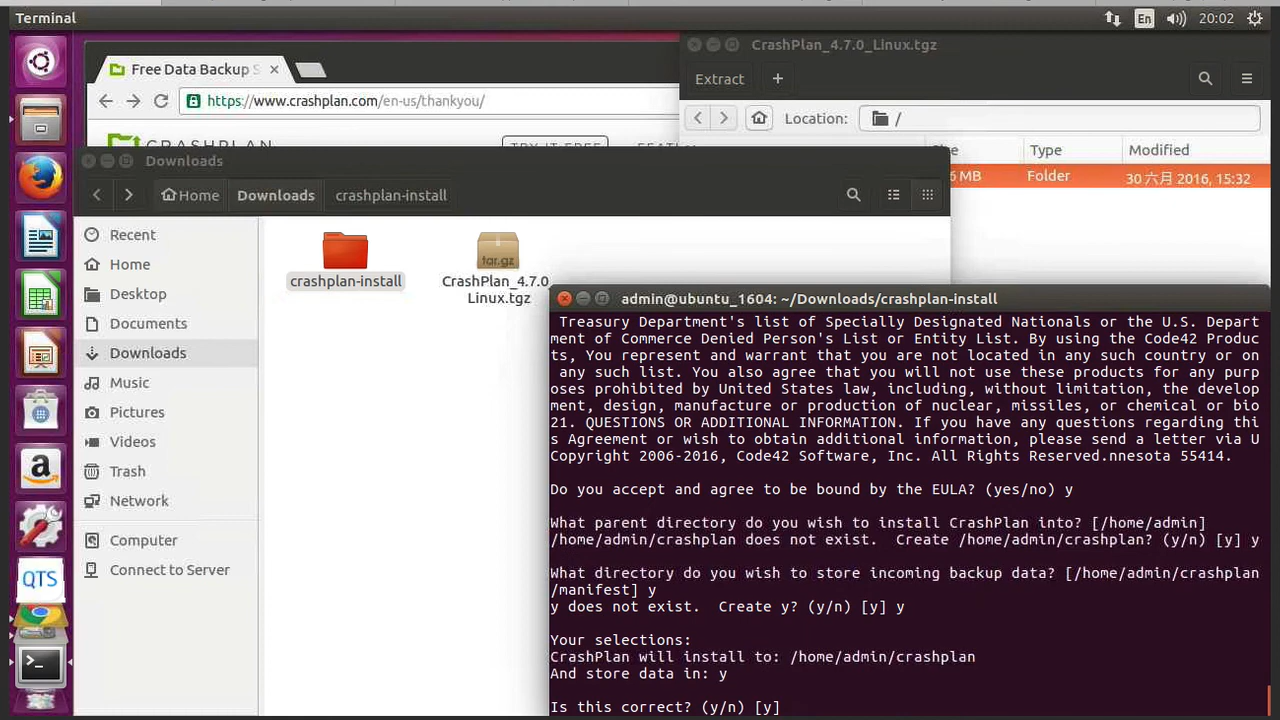 Terminal
En
20:02
Free Data Backup S
CrashPlan_4.7.0_Linux.tgz
Extract
https://www.crashplan.com/en-us/thankyou/
Location:
/
CRASHPLAN
TRY IT FREE
Type
Modified
MB
Folder
30 六月 2016, 15:32
Downloads
Home
Downloads
crashplan-install
Recent
Home
Desktop
Documents
Downloads
Music
Pictures
Videos
Trash
Network
Computer
Connect to Server
crashplan-install
tar.gz
CrashPlan_4.7.0_
Linux.tgz
QTS
admin@ubuntu_1604: ~/Downloads/crashplan-install
Treasury Department's list of Specially Designated Nationals or the U.S. Depart
ment of Commerce Denied Person's List or Entity List. By using the Code42 Produc
ts, You represent and warrant that you are not located in any such country or on
any such list. You also agree that you will not use these products for any purp
oses prohibited by United States law, including, without limitation, the develop
ment, design, manufacture or production of nuclear, missiles, or chemical or bio
21. QUESTIONS OR ADDITIONAL INFORMATION. If you have any questions regarding thi
s Agreement or wish to obtain additional information, please send a letter via U
Copyright 2006-2016, Code42 Software, Inc. All Rights Reserved.nnesota 55414.
Do you accept and agree to be bound by the EULA? (yes/no) y
What parent directory do you wish to install CrashPlan into? [/home/admin]
/home/admin/crashplan does not exist.  Create /home/admin/crashplan? (y/n) [y] y
What directory do you wish to store incoming backup data? [/home/admin/crashplan
/manifest] y
y does not exist.  Create y? (y/n) [y] y
Your selections:
CrashPlan will install to: /home/admin/crashplan
And store data in: y
Is this correct? (y/n) [y]